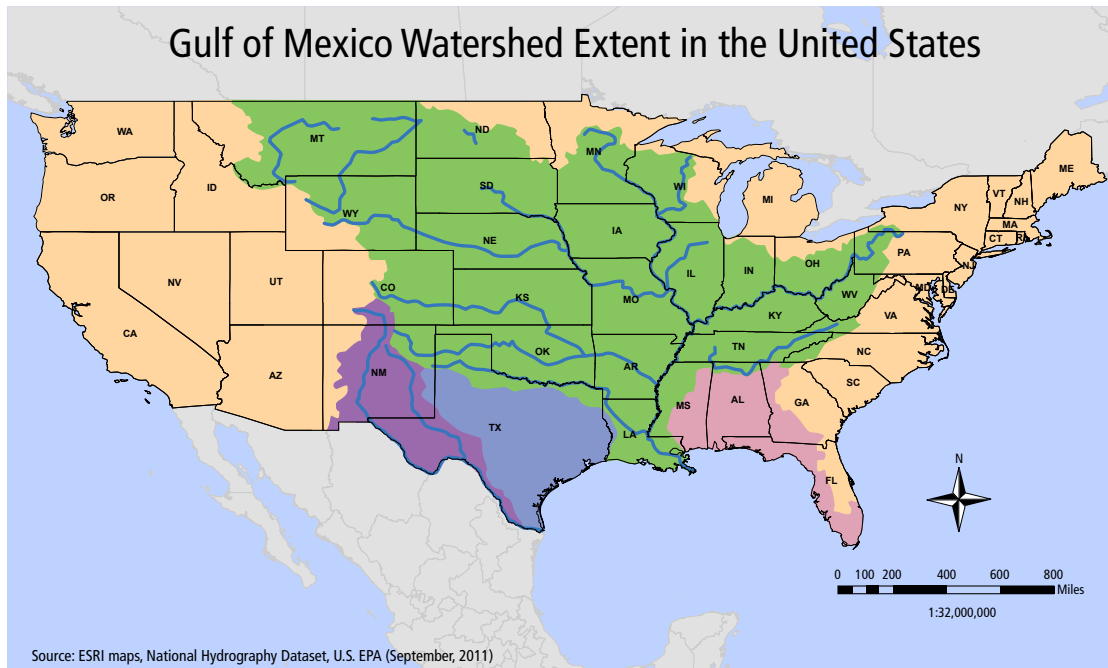 Gulf of Mexico Watershed Extent in the United States
WA
MT
ND
MN
ME
OR
ID
SD
WI
VT
NH
WY
MI
NY
MA
IA
CT
RI
NE
PA
NV
UT
IL
IN
OH
NJ
CO
KS
MO
WV
MD
DE
VA
CA
KY
OK
TN
NC
AZ
NM
AR
SC
TX
MS
AL
GA
LA
FL
N
0 100 200 400 600 800
Miles
1:32,000,000
Source: ESRI maps, National Hydrography Dataset, U.S. EPA (September, 2011)